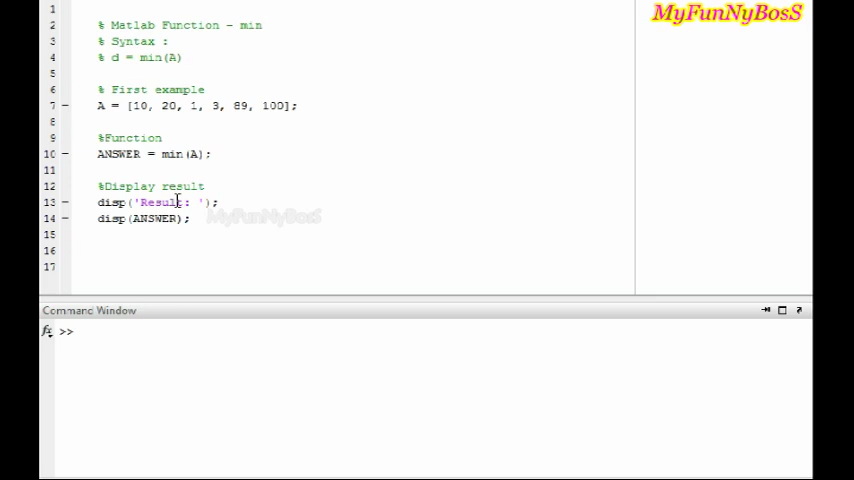 MyFunNyBosS
1
2 % Matlab Function - min
3 % Syntax :
4 % d = min(A)
5
6 % First example
7 A = [10, 20, 1, 3, 89, 100];
8
9 %Function
10 ANSWER = min(A);
11
12 %Display result
13 disp('Result: ');
14 disp(ANSWER);
MyFunNyBosS
15
16
17
Command Window
fx >>